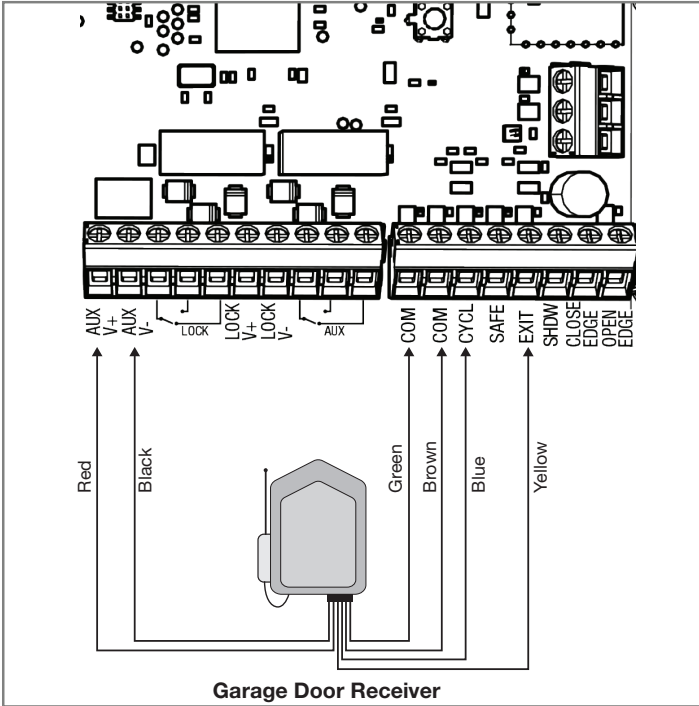 AUX V+
AUX V-
LOCK
LOCK V+
LOCK V-
AUX
COM
COM
CYCL
SAFE
EXIT
SHDW
CLOSE EDGE
OPEN EDGE
Red
Black
Green
Brown
Blue
Yellow
Garage Door Receiver